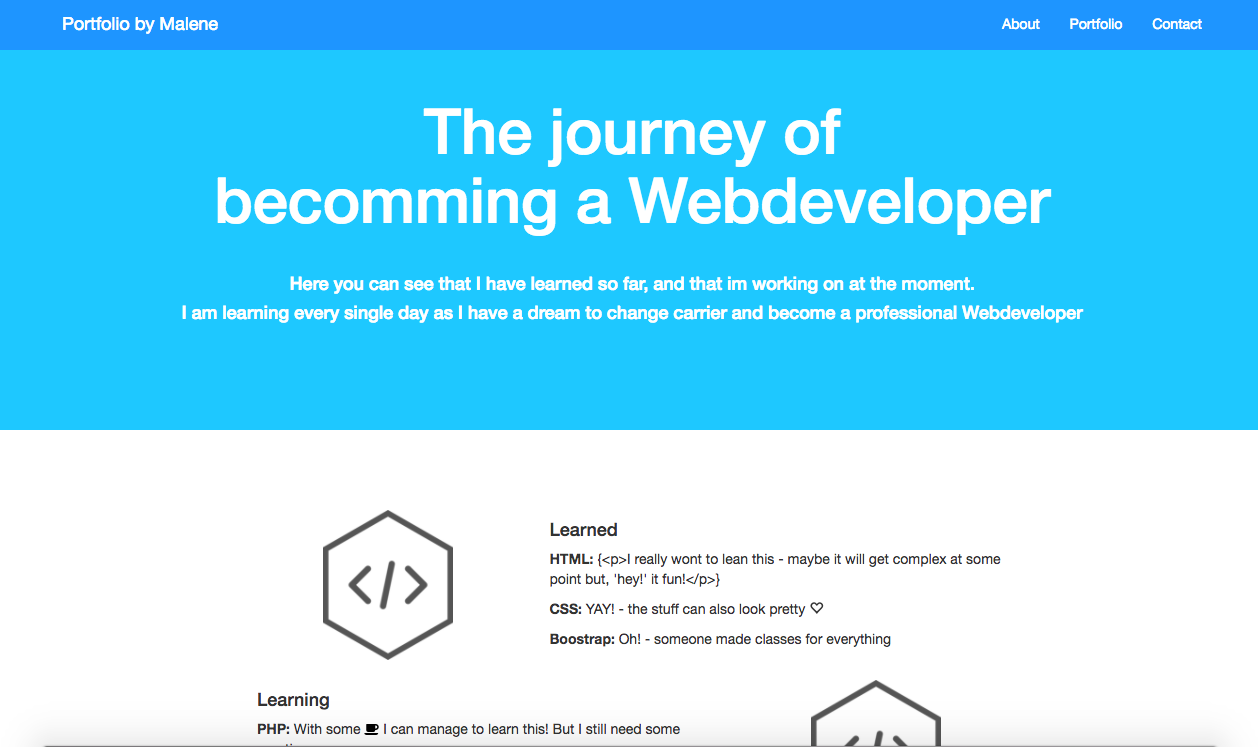 Portfolio by Malene
About Portfolio Contact
The journey of
becomming a Webdeveloper
Here you can see that I have learned so far, and that im working on at the moment.
I am learning every single day as I have a dream to change carrier and become a professional Webdeveloper
</>
Learned
HTML: {<p>I really wont to lean this - maybe it will get complex at some
point but, 'hey!' it fun!</p>}
CSS: YAY! - the stuff can also look pretty ♡
Boostrap: Oh! - someone made classes for everything
Learning
PHP: With some ☕ I can manage to learn this! But I still need some